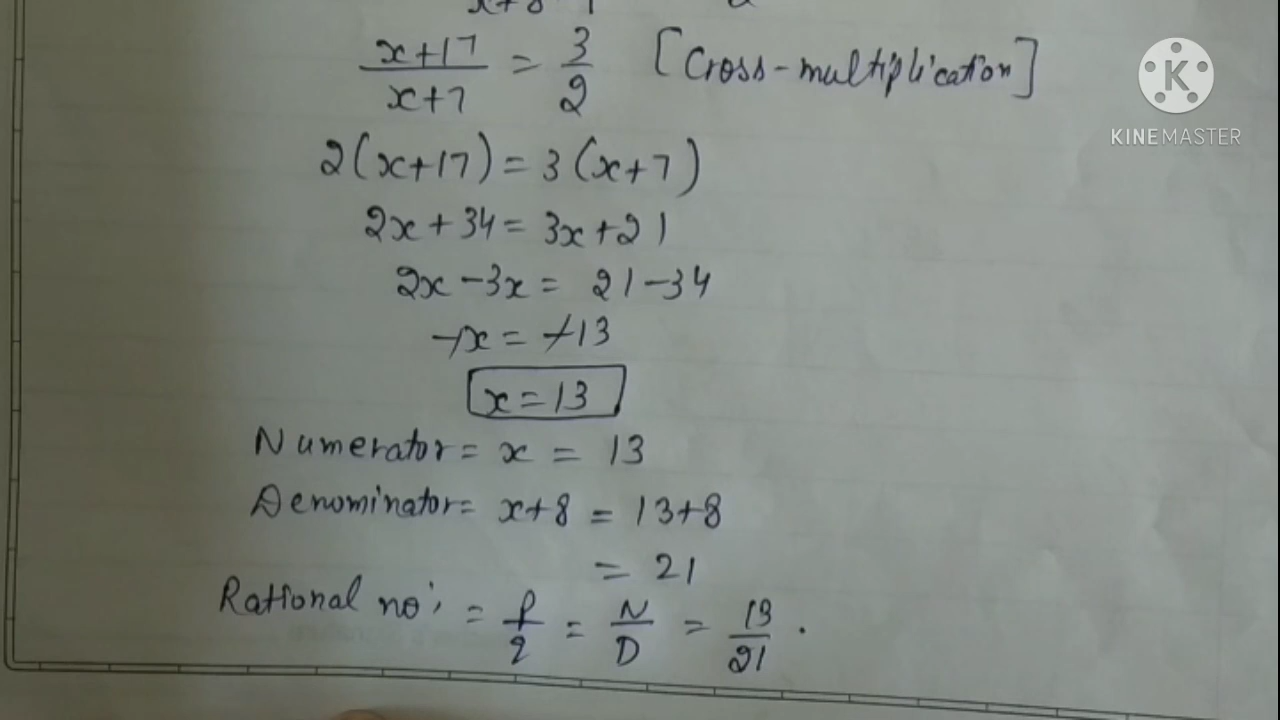 x+17/x+7 = 3/2 [Cross-multiplication]
2(x+17) = 3(x+7)
2x+34 = 3x+21
2x-3x = 21-34
-x = -13
x = 13
Numerator = x = 13
Denominator = x+8 = 13+8
= 21
Rational no. = p/q = N/D = 13/21.
K
KINEMASTER